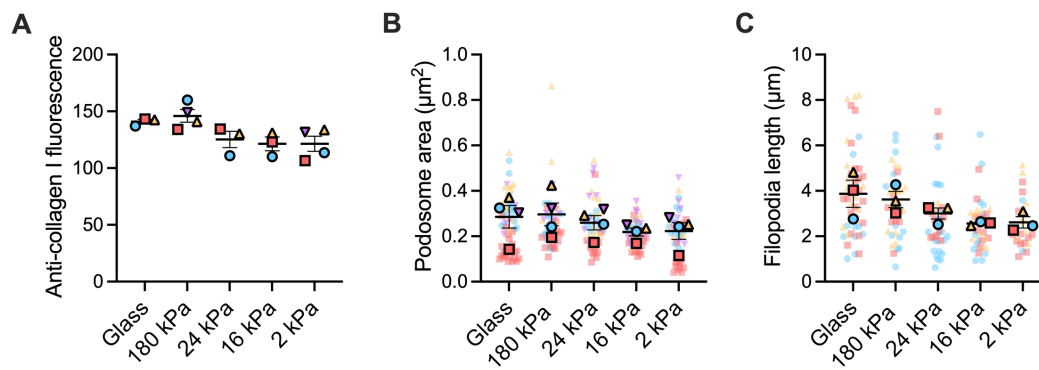 A
Anti-collagen I fluorescence
200
150
100
50
0
Glass
180 kPa
24 kPa
16 kPa
2 kPa
B
Podosome area (μm²)
1.0
0.8
0.6
0.4
0.2
0.0
Glass
180 kPa
24 kPa
16 kPa
2 kPa
C
Filopodia length (μm)
10
8
6
4
2
0
Glass
180 kPa
24 kPa
16 kPa
2 kPa